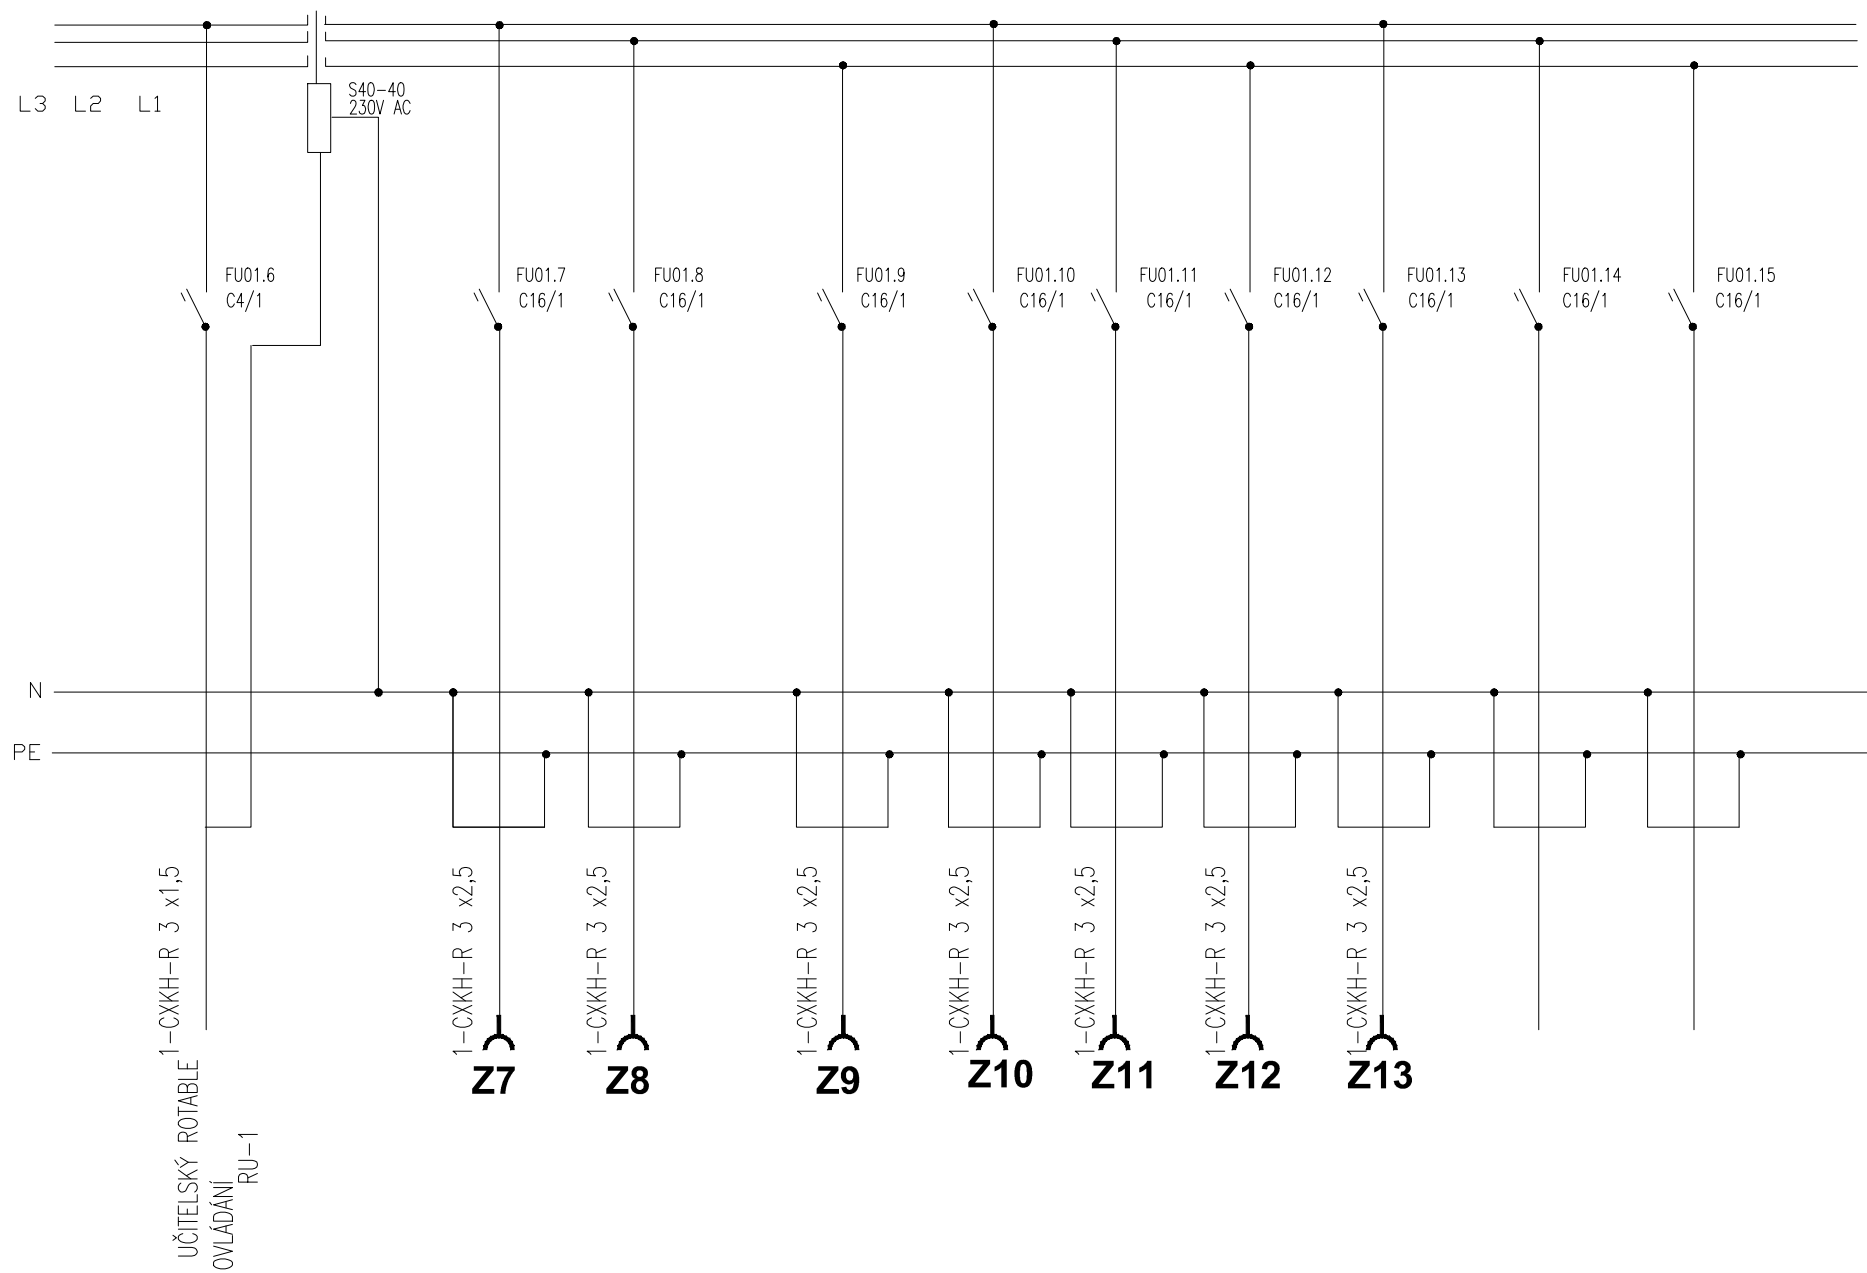 L3 L2 L1
S40-40
230V AC
FU01.6
C4/1
FU01.7
C16/1
FU01.8
C16/1
FU01.9
C16/1
FU01.10
C16/1
FU01.11
C16/1
FU01.12
C16/1
FU01.13
C16/1
FU01.14
C16/1
FU01.15
C16/1
N
PE
1-CXKH-R 3 x1,5
1-CXKH-R 3 x2,5
1-CXKH-R 3 x2,5
1-CXKH-R 3 x2,5
1-CXKH-R 3 x2,5
1-CXKH-R 3 x2,5
1-CXKH-R 3 x2,5
1-CXKH-R 3 x2,5
Z7
Z8
Z9
Z10
Z11
Z12
Z13
UČITELSKÝ ROTABLE
OVLÁDÁNÍ
RU-1